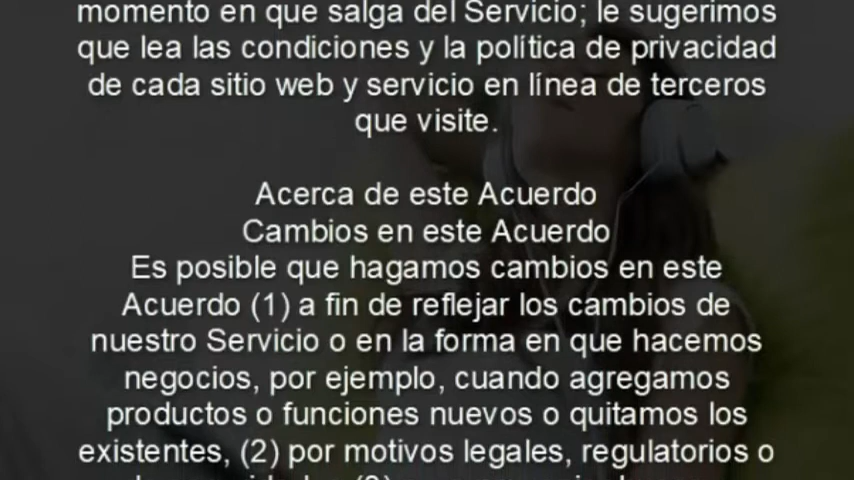 momento en que salga del Servicio; le sugerimos
que lea las condiciones y la política de privacidad
de cada sitio web y servicio en línea de terceros
que visite.
Acerca de este Acuerdo
Cambios en este Acuerdo
Es posible que hagamos cambios en este
Acuerdo (1) a fin de reflejar los cambios de
nuestro Servicio o en la forma en que hacemos
negocios, por ejemplo, cuando agregamos
productos o funciones nuevos o quitamos los
existentes, (2) por motivos legales, regulatorios o